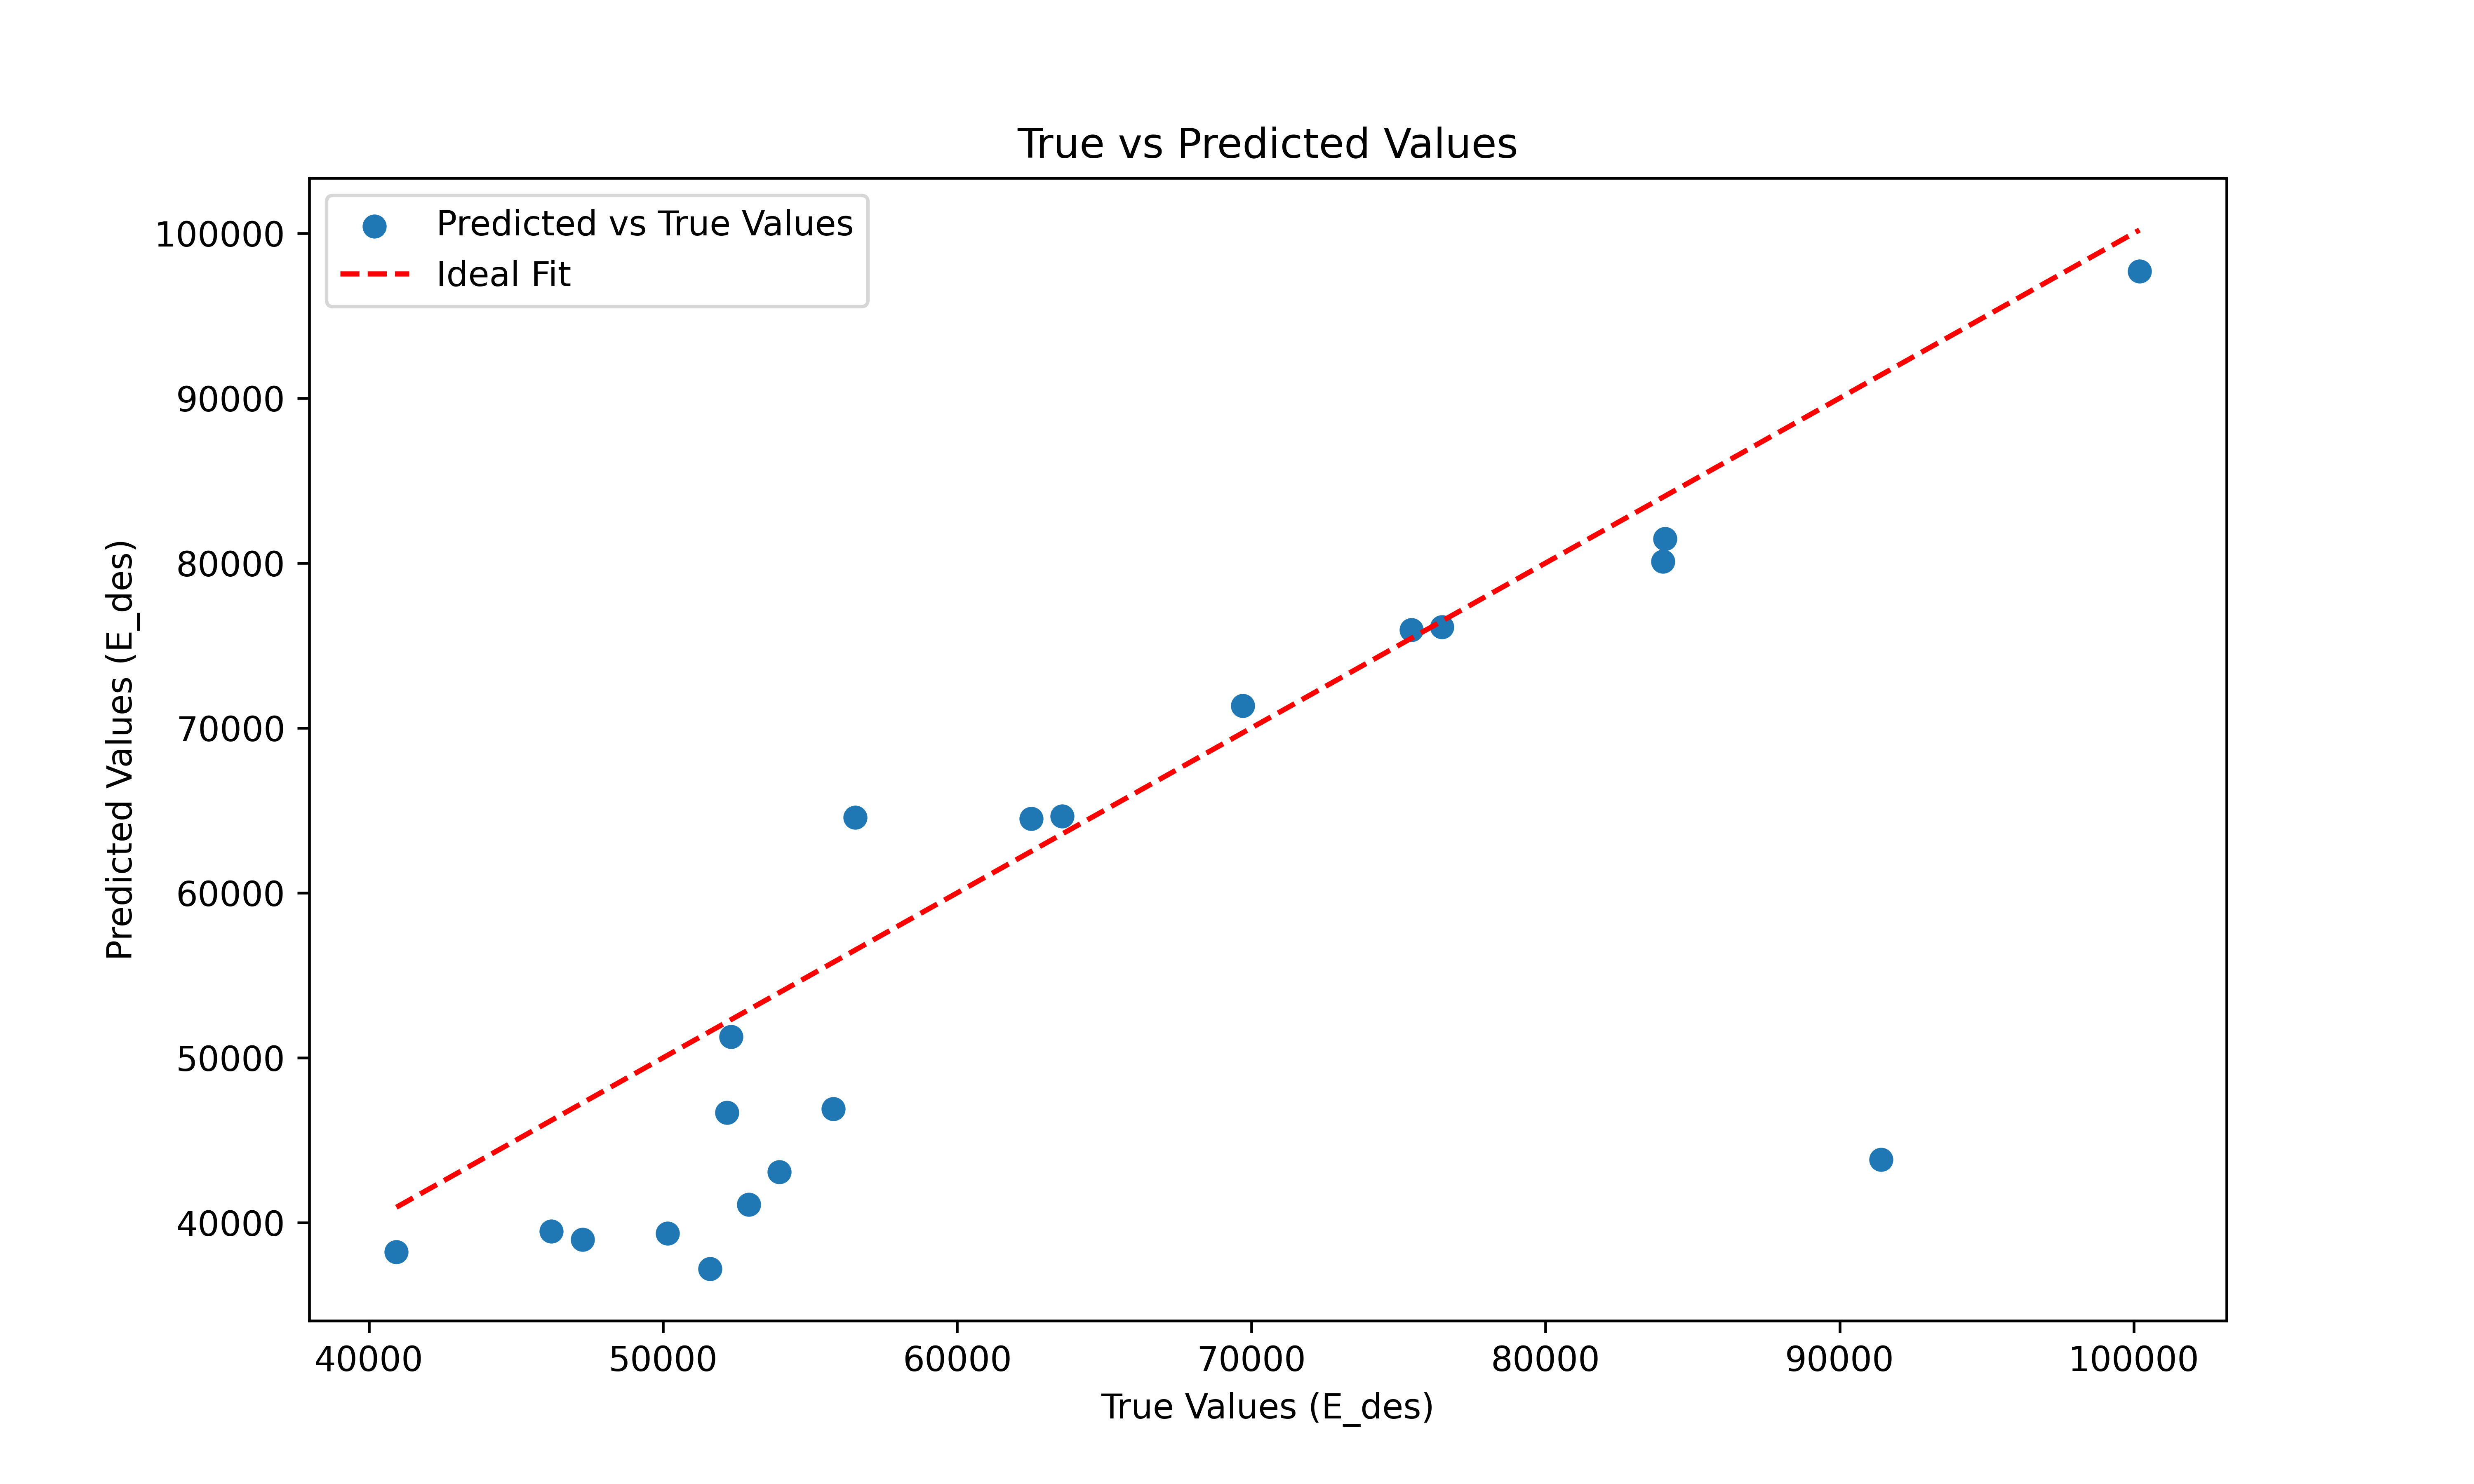 True vs Predicted Values
Predicted vs True Values
Ideal Fit
100000
90000
80000
70000
60000
50000
40000
Predicted Values (E_des)
40000 50000 60000 70000 80000 90000 100000
True Values (E_des)